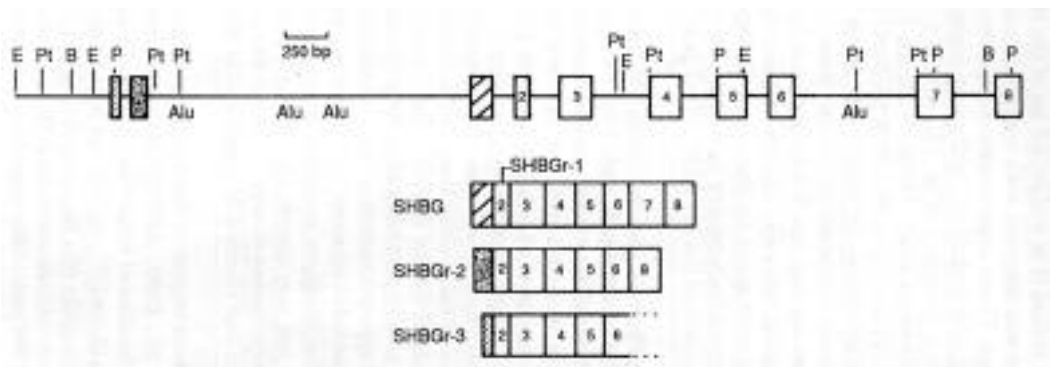 250 bp
E Pt B E P Pt Pt Pt E Pt P E Pt Pt P B P
2 3 4 5 6 7 8
Alu Alu Alu Alu
SHBGr-1
SHBG 2 3 4 5 6 7 8
SHBGr-2 2 3 4 5 6 8
SHBGr-3 2 3 4 5 6